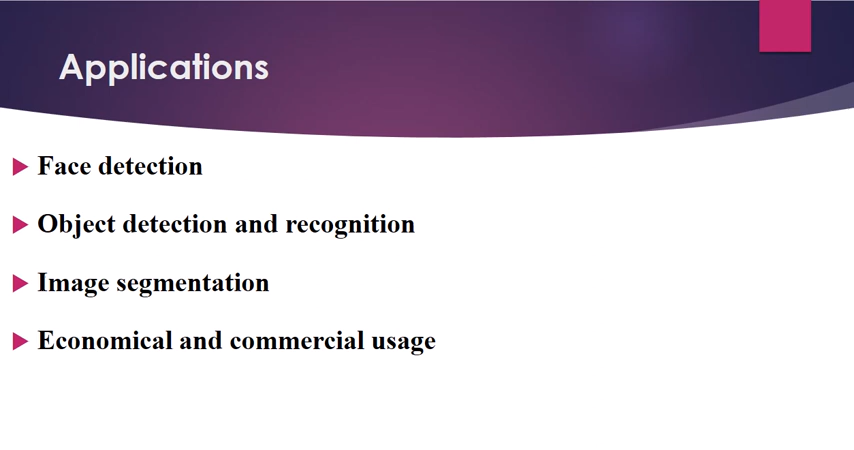 Applications
Face detection
Object detection and recognition
Image segmentation
Economical and commercial usage